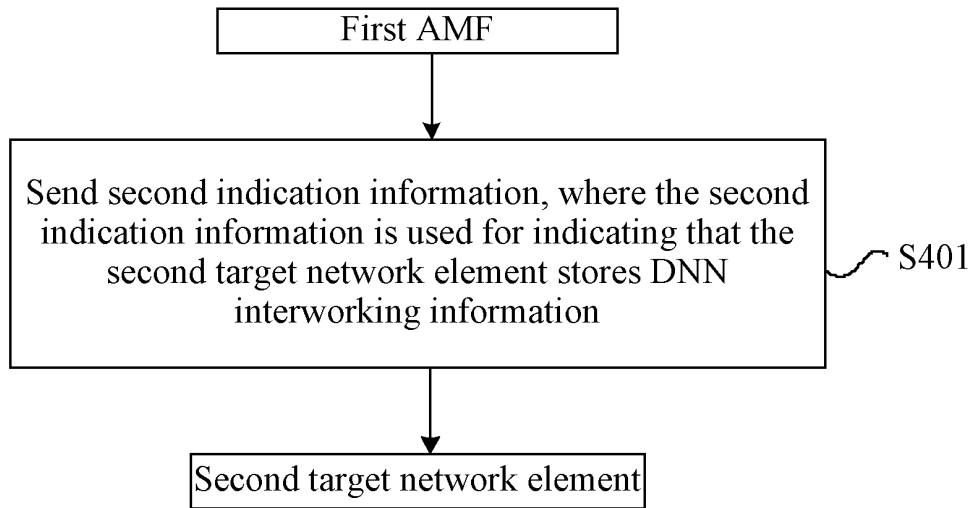 First AMF
Send second indication information, where the second
indication information is used for indicating that the
second target network element stores DNN
interworking information
S401
Second target network element